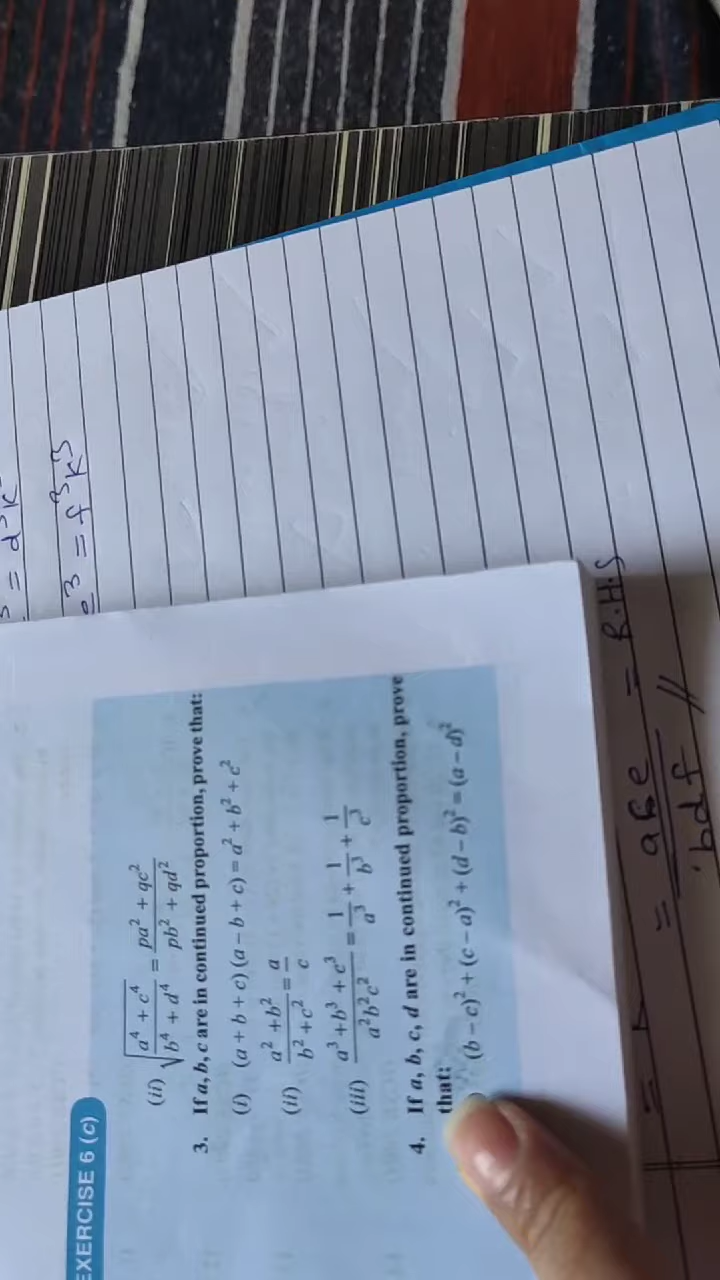 EXERCISE 6 (c)
(ii) √((a⁴ + c⁴)/(b⁴ + d⁴)) = (pa² + qc²)/(pb² + qd²)
3. If a, b, c are in continued proportion, prove that:
(i) (a + b + c) (a − b + c) = a² + b² + c²
(ii) (a² + b²)/(b² + c²) = a/c
(iii) (a³ + b³ + c³)/(a²b²c²) = 1/a³ + 1/b³ + 1/c³
4. If a, b, c, d are in continued proportion, prove
that:
(b − c)² + (c − a)² + (d − b)² = (a − d)²
3 = f³k³
= ace/bdf = R.H.S